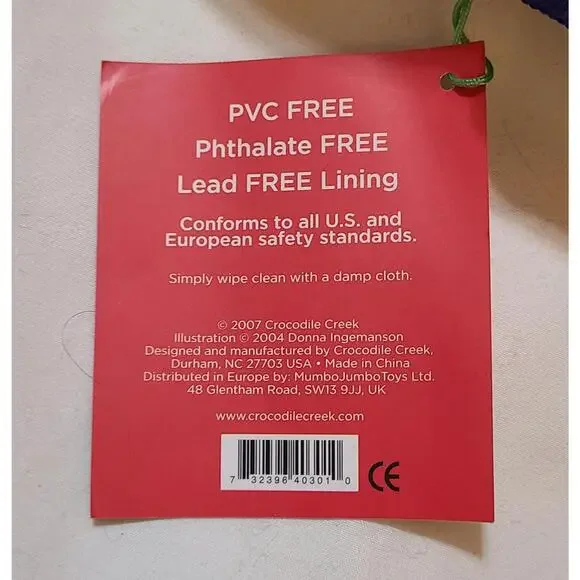 PVC FREE
Phthalate FREE
Lead FREE Lining
Conforms to all U.S. and
European safety standards.
Simply wipe clean with a damp cloth.
© 2007 Crocodile Creek
Illustration © 2004 Donna Ingemanson
Designed and manufactured by Crocodile Creek,
Durham, NC 27703 USA • Made in China
Distributed in Europe by: MumboJumboToys Ltd.
48 Glentham Road, SW13 9JJ, UK
www.crocodilecreek.com
7 32396 40301 0
CE